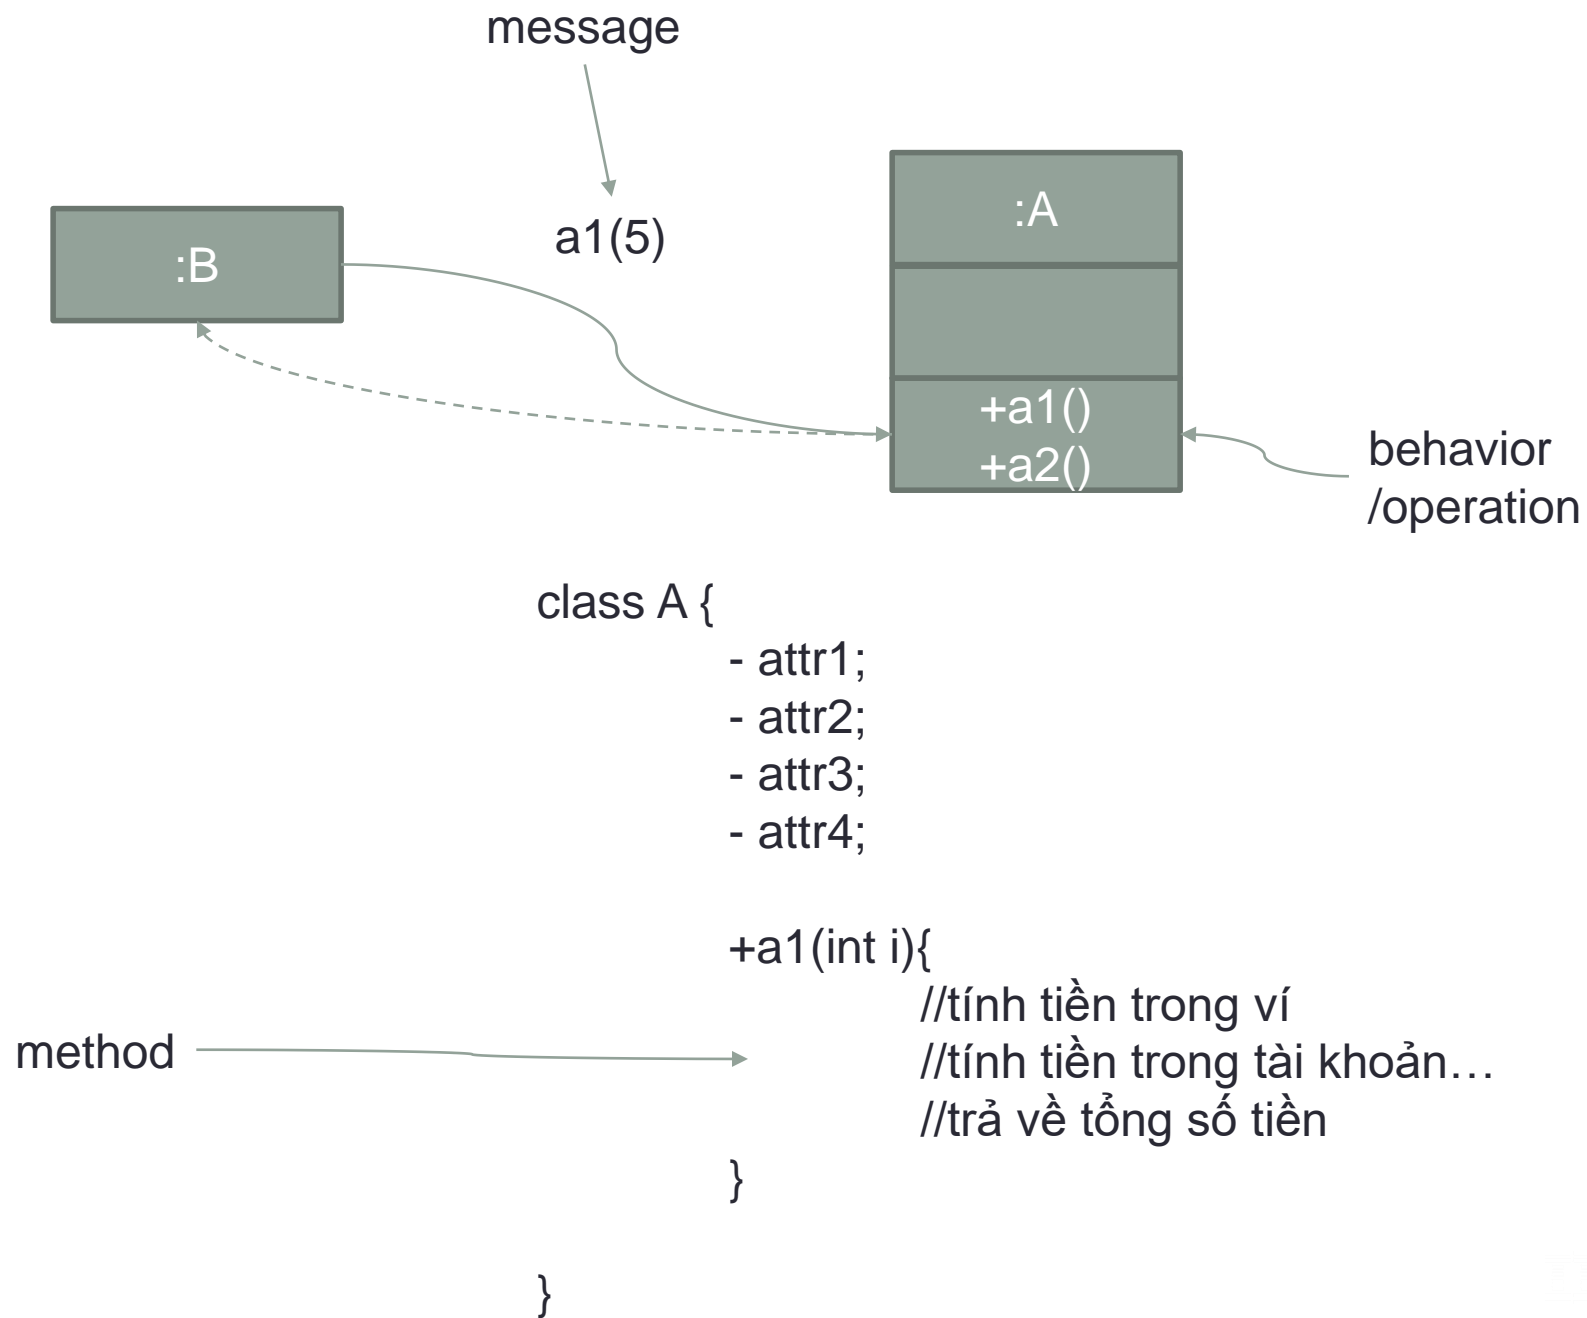 message
a1(5)
:B
:A
+a1()
+a2()
behavior
/operation
class A {
- attr1;
- attr2;
- attr3;
- attr4;
+a1(int i){
//tính tiền trong ví
//tính tiền trong tài khoản…
//trả về tổng số tiền
method
}
}